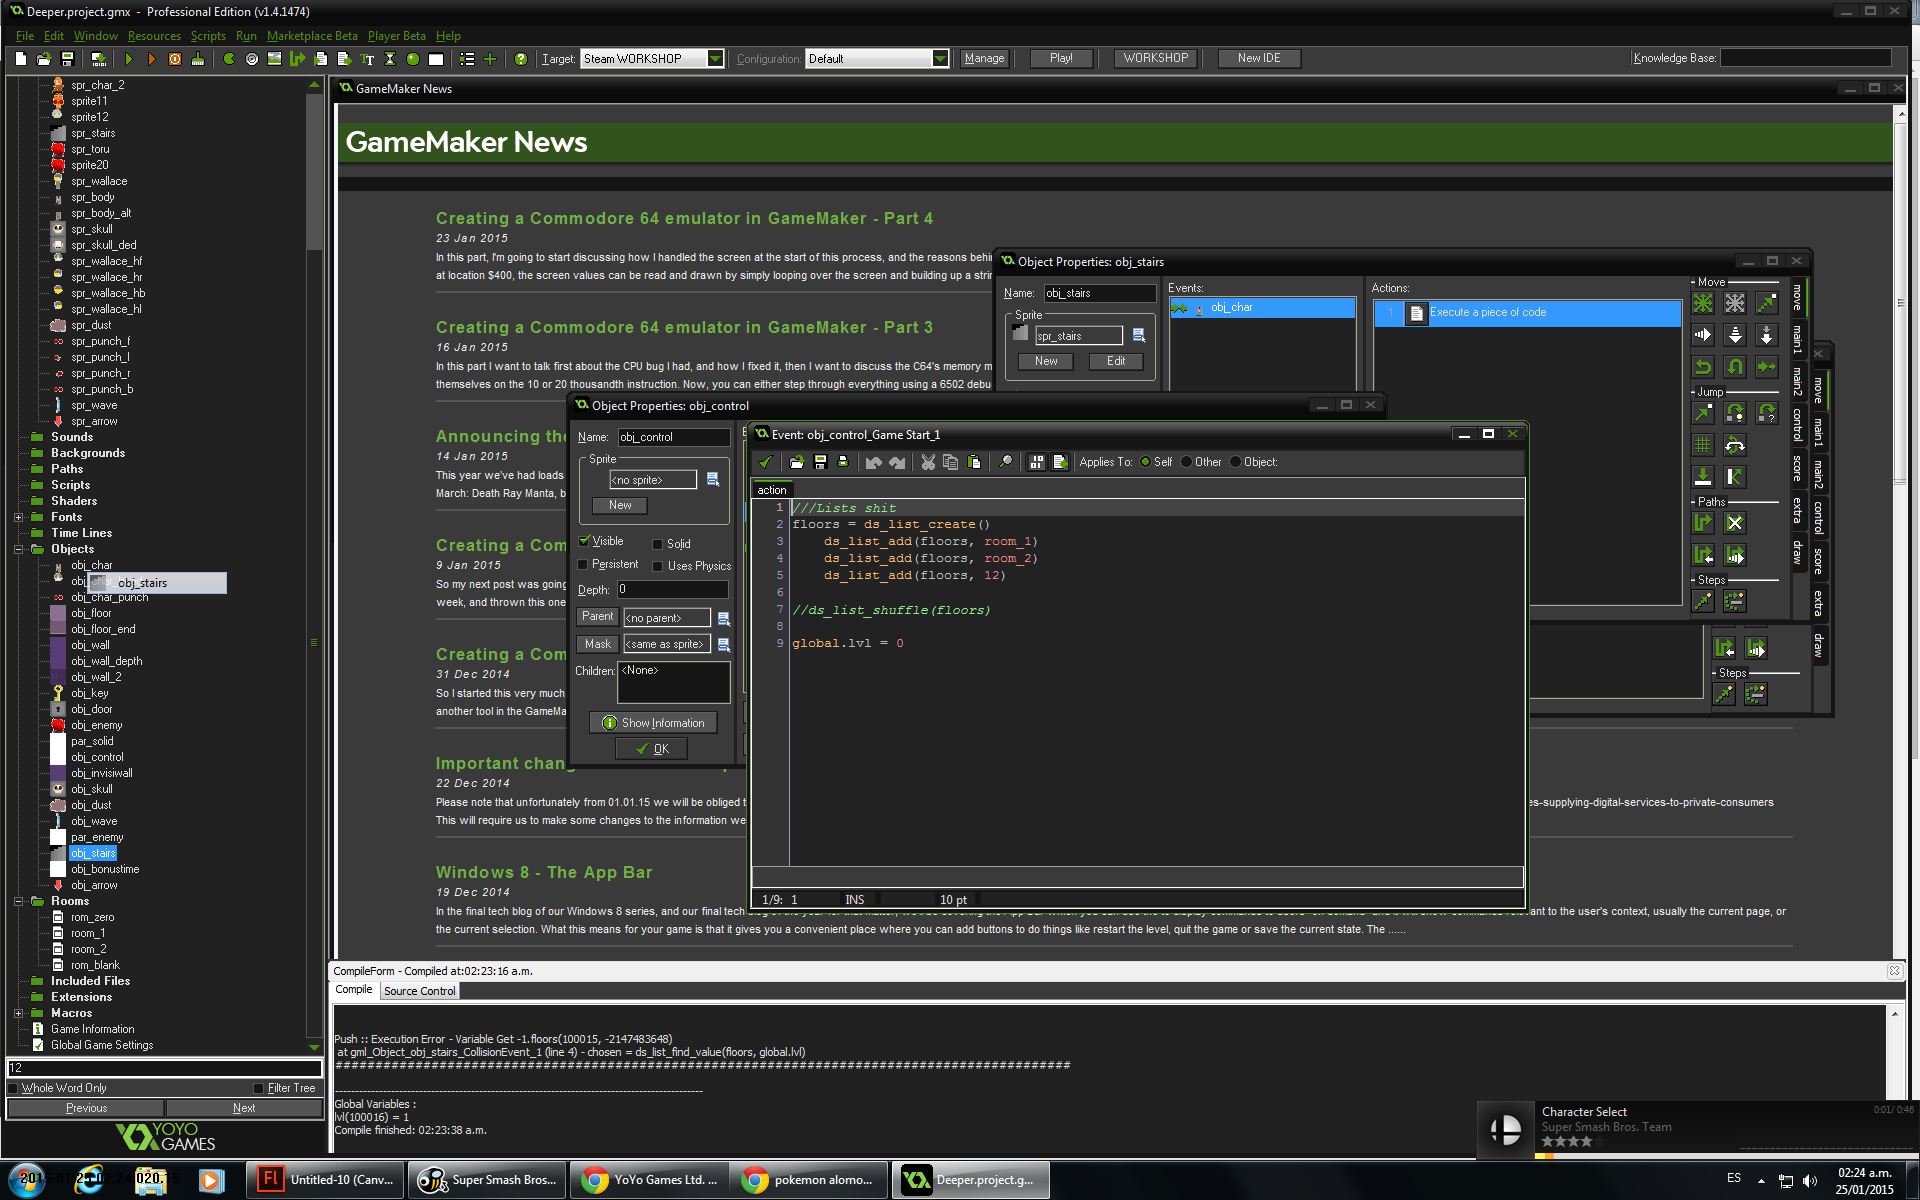 Deeper.project.gmx - Professional Edition (v1.4.1474)
File Edit Window Resources Scripts Run Marketplace Beta Player Beta Help
Target: Steam WORKSHOP Configuration: Default Manage Play! WORKSHOP New IDE Knowledge Base:
spr_char_2
sprite11
sprite12
spr_stairs
spr_toru
sprite20
spr_wallace
spr_body
spr_body_alt
spr_skull
spr_skull_ded
spr_wallace_hf
spr_wallace_hr
spr_wallace_hb
spr_wallace_hl
spr_dust
spr_punch_f
spr_punch_l
spr_punch_r
spr_punch_b
spr_wave
spr_arrow
Sounds
Backgrounds
Paths
Scripts
Shaders
Fonts
Time Lines
Objects
obj_char
obj_stairs
obj_char_punch
obj_floor
obj_floor_end
obj_wall
obj_wall_depth
obj_wall_2
obj_key
obj_door
obj_enemy
par_solid
obj_control
obj_invisiwall
obj_skull
obj_dust
obj_wave
par_enemy
obj_stairs
obj_bonustime
obj_arrow
Rooms
rom_zero
room_1
room_2
rom_blank
Included Files
Extensions
Macros
Game Information
Global Game Settings
12
Whole Word Only Filter Tree
Previous Next
YOYO
GAMES
GameMaker News
GameMaker News
Creating a Commodore 64 emulator in GameMaker - Part 4
23 Jan 2015
In this part, I'm going to start discussing how I handled the screen at the start of this process, and the reasons behi
at location $400, the screen values can be read and drawn by simply looping over the screen and building up a stri
Creating a Commodore 64 emulator in GameMaker - Part 3
16 Jan 2015
In this part I want to talk first about the CPU bug I had, and how I fixed it, then I want to discuss the C64's memory m
themselves on the 10 or 20 thousandth instruction. Now, you can either step through everything using a 6502 debu
Announcing the
14 Jan 2015
This year we've had loads
March: Death Ray Manta, b
Creating a Com
9 Jan 2015
So my next post was going
week, and thrown this one
Creating a Com
31 Dec 2014
So I started this very much
another tool in the GameMa
Important chang
22 Dec 2014
Please note that unfortunately from 01.01.15 we will be obliged t
es-supplying-digital-services-to-private-consumers
This will require us to make some changes to the information we
Windows 8 - The App Bar
19 Dec 2014
In the final tech blog of our Windows 8 series, and our final tech
ant to the user's context, usually the current page, or
the current selection. What this means for your game is that it gives you a convenient place where you can add buttons to do things like restart the level, quit the game or save the current state. The ......
Object Properties: obj_stairs
Name: obj_stairs
Sprite
spr_stairs
New Edit
Events:
obj_char
Actions:
1 Execute a piece of code
Move
Jump
Paths
Steps
move
main1
main2
control
score
extra
draw
move
main1
main2
control
score
extra
draw
Steps
Object Properties: obj_control
Name: obj_control
Sprite
<no sprite>
New
Visible Solid
Persistent Uses Physics
Depth: 0
Parent <no parent>
Mask <same as sprite>
Children: <None>
Show Information
OK
Event: obj_control_Game Start_1
Applies To: Self Other Object:
action
1 ///Lists shit
2 floors = ds_list_create()
3 ds_list_add(floors, room_1)
4 ds_list_add(floors, room_2)
5 ds_list_add(floors, 12)
6
7 //ds_list_shuffle(floors)
8
9 global.lvl = 0
1/9: 1 INS 10 pt
CompileForm - Compiled at:02:23:16 a.m.
Compile Source Control
Push :: Execution Error - Variable Get -1.floors(100015, -2147483648)
at gml_Object_obj_stairs_CollisionEvent_1 (line 4) - chosen = ds_list_find_value(floors, global.lvl)
############################################################################################
--------------------------------------------------------------------------------------------
Global Variables :
lvl(100016) = 1
Compile finished: 02:23:38 a.m.
Character Select 0:01/ 0:46
Super Smash Bros. Team
Untitled-10 (Canv... Super Smash Bros... YoYo Games Ltd. ... pokemon alomo... Deeper.project.g...
ES
02:24 a.m.
25/01/2015